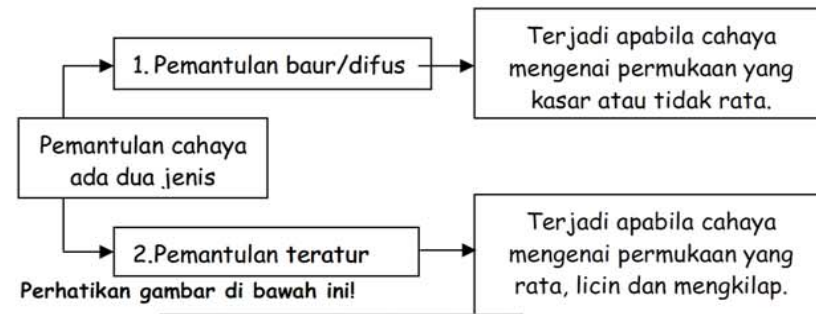 Pemantulan cahaya
ada dua jenis
1. Pemantulan baur/difus
Terjadi apabila cahaya
mengenai permukaan yang
kasar atau tidak rata.
2.Pemantulan teratur
Terjadi apabila cahaya
mengenai permukaan yang
rata, licin dan mengkilap.
Perhatikan gambar di bawah ini!